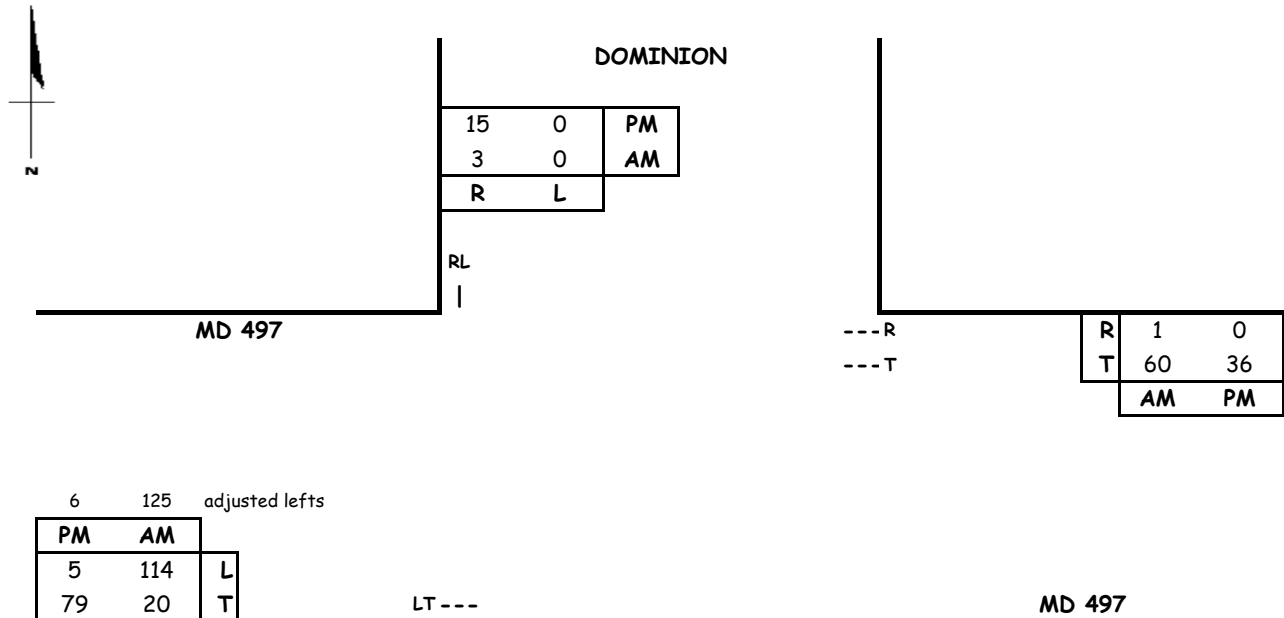 DOMINION
15 0 PM
3 0 AM
R L
N
RL
MD 497
---R
---T
R 1 0
T 60 36
AM PM
6 125 adjusted lefts
PM AM
5 114 L
79 20 T
LT---
MD 497